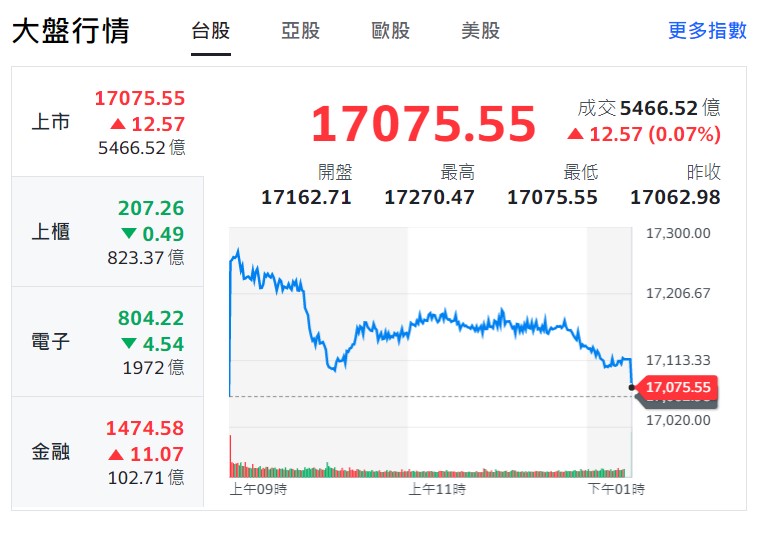 大盤行情 台股 亞股 歐股 美股 更多指數
上市
17075.55
▲ 12.57
5466.52 億
上櫃
207.26
▼ 0.49
823.37 億
電子
804.22
▼ 4.54
1972 億
金融
1474.58
▲ 11.07
102.71 億
17075.55
成交 5466.52 億
▲ 12.57 (0.07%)
開盤 最高 最低 昨收
17162.71 17270.47 17075.55 17062.98
17,300.00
17,206.67
17,113.33
17,075.55
17,020.00
上午09時 上午11時 下午01時